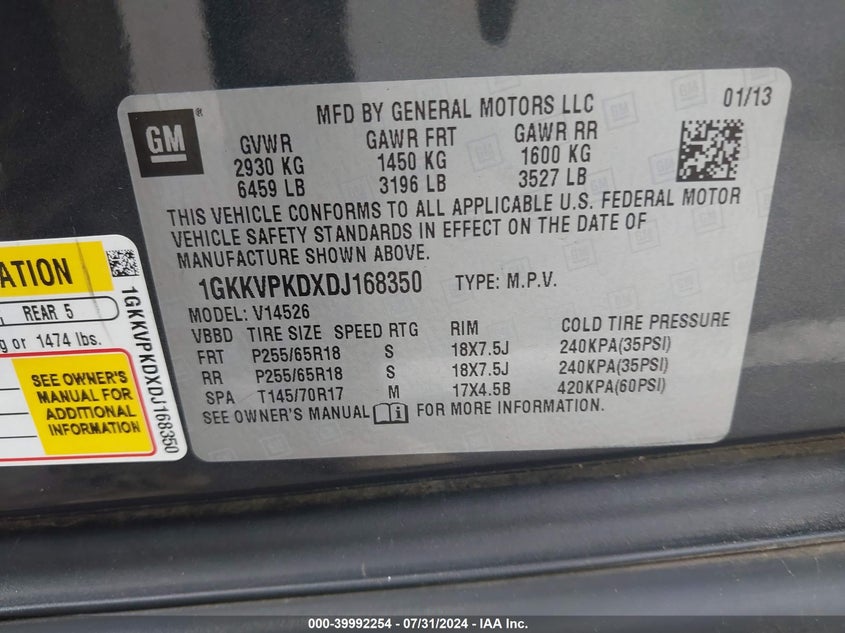 GM
®
MFD BY GENERAL MOTORS LLC
01/13
GVWR GAWR FRT GAWR RR
2930 KG 1450 KG 1600 KG
6459 LB 3196 LB 3527 LB
THIS VEHICLE CONFORMS TO ALL APPLICABLE U.S. FEDERAL MOTOR
VEHICLE SAFETY STANDARDS IN EFFECT ON THE DATE OF
MANUFACTURE SHOWN ABOVE.
1GKKVPKDXDJ168350 TYPE: M.P.V.
MODEL: V14526
VBBD TIRE SIZE SPEED RTG RIM COLD TIRE PRESSURE
FRT P255/65R18 S 18X7.5J 240KPA(35PSI)
RR P255/65R18 S 18X7.5J 240KPA(35PSI)
SPA T145/70R17 M 17X4.5B 420KPA(60PSI)
SEE OWNER'S MANUAL FOR MORE INFORMATION.
REAR 5
or 1474 lbs.
SEE OWNER'S
MANUAL FOR
ADDITIONAL
INFORMATION
1GKKVPKDXDJ168350
000-39992254 - 07/31/2024 - IAA Inc.